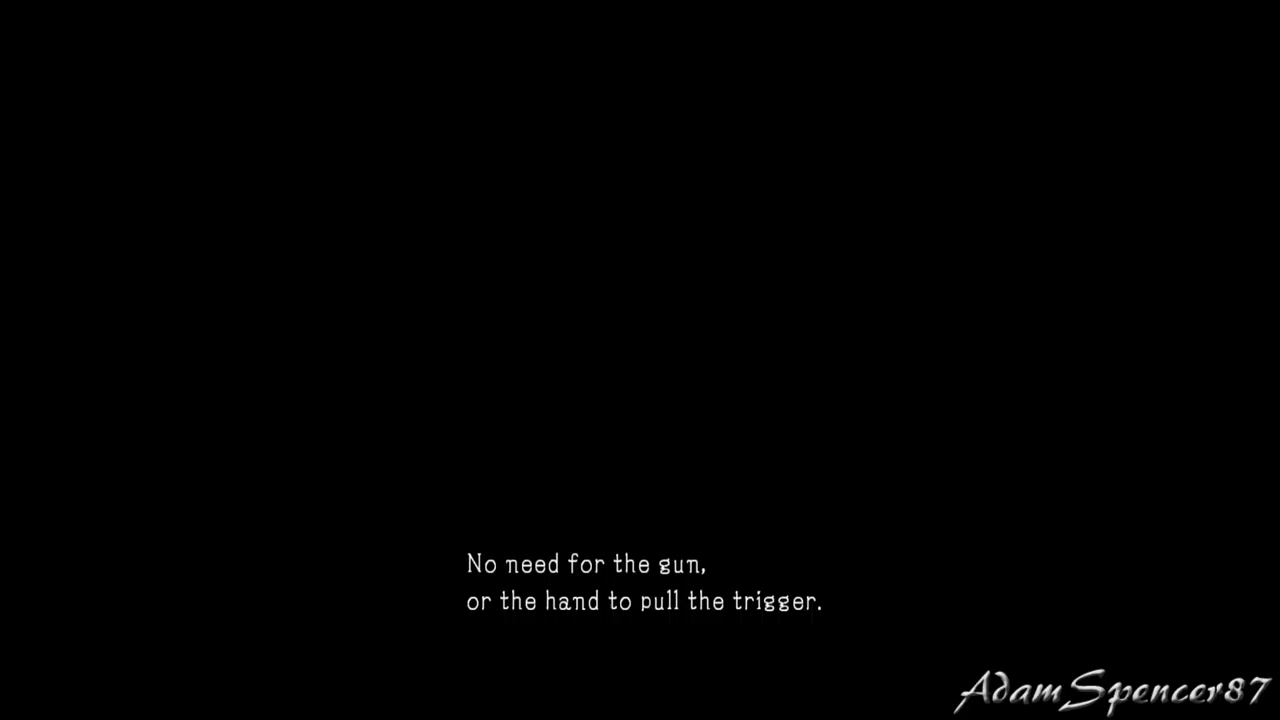 No need for the gun,
or the hand to pull the trigger.
AdamSpencer87